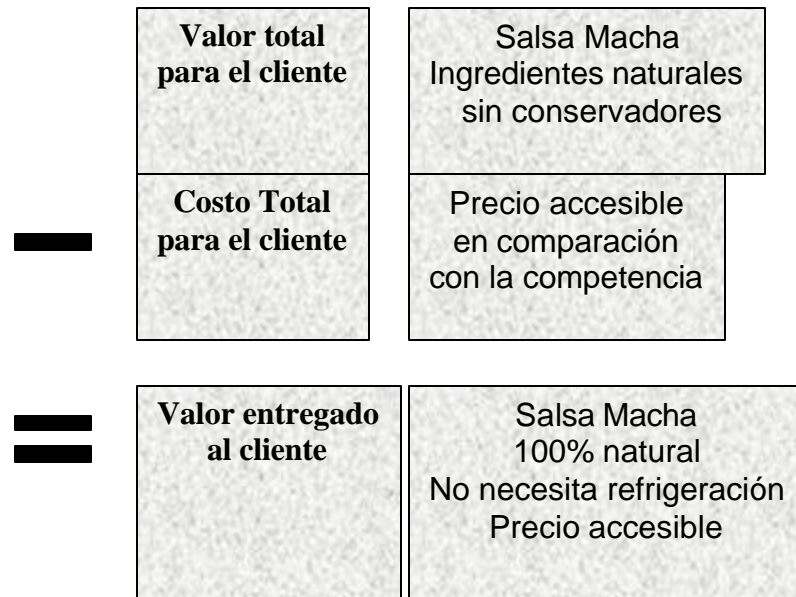 Valor total
para el cliente
Salsa Macha
Ingredientes naturales
sin conservadores
Costo Total
para el cliente
Precio accesible
en comparación
con la competencia
Valor entregado
al cliente
Salsa Macha
100% natural
No necesita refrigeración
Precio accesible